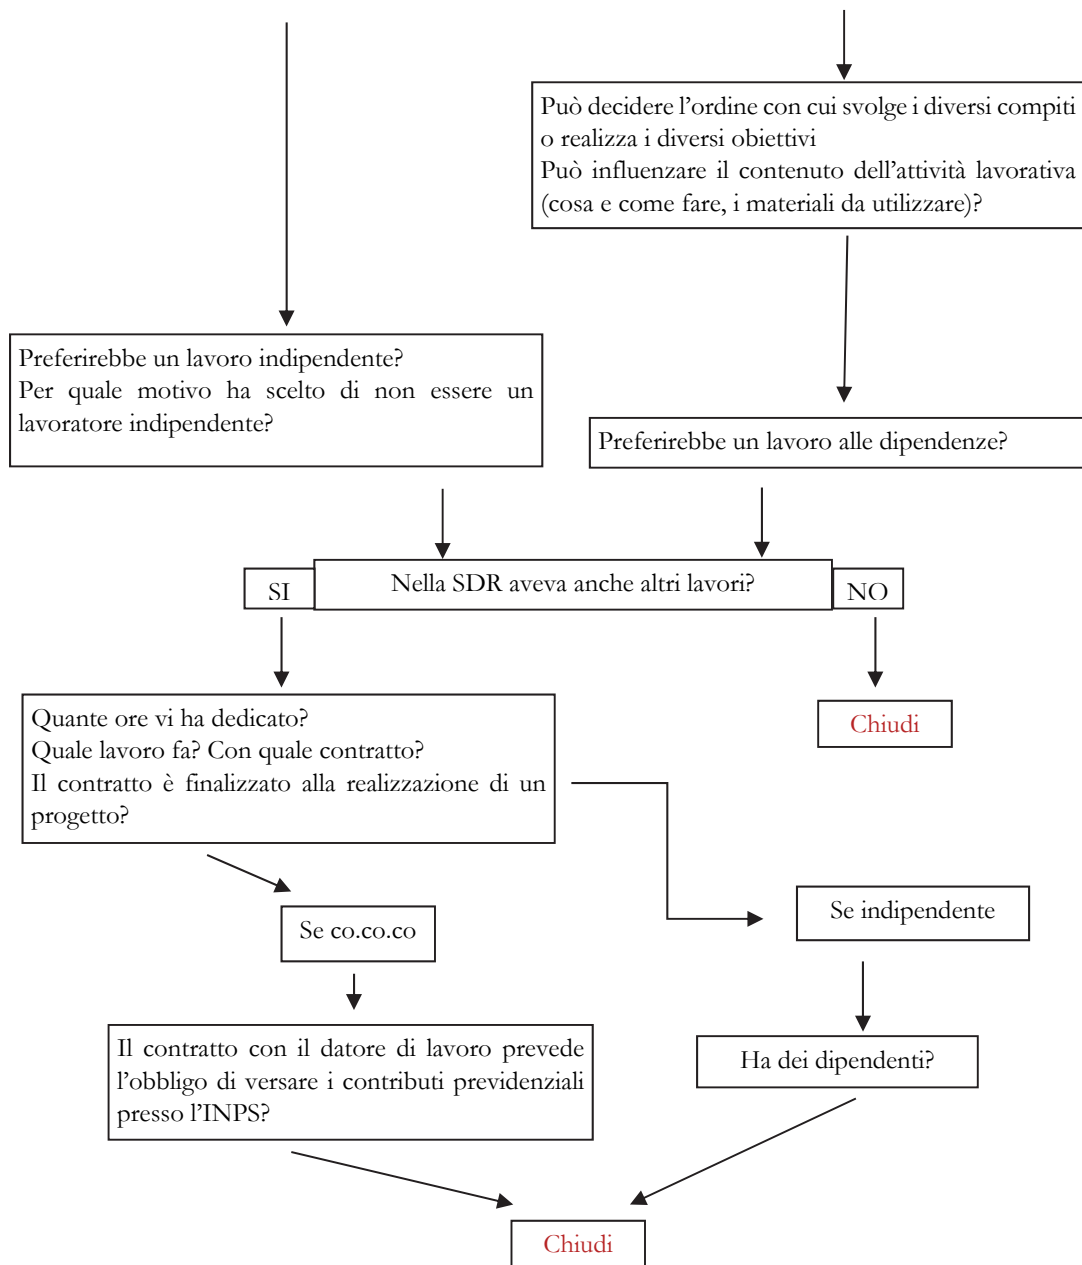 Può decidere l’ordine con cui svolge i diversi compiti
o realizza i diversi obiettivi
Può influenzare il contenuto dell’attività lavorativa
(cosa e come fare, i materiali da utilizzare)?
Preferirebbe un lavoro indipendente?
Per quale motivo ha scelto di non essere un
lavoratore indipendente?
Preferirebbe un lavoro alle dipendenze?
SI
Nella SDR aveva anche altri lavori?
NO
Quante ore vi ha dedicato?
Quale lavoro fa? Con quale contratto?
Il contratto è finalizzato alla realizzazione di un
progetto?
Chiudi
Se co.co.co
Se indipendente
Il contratto con il datore di lavoro prevede
l’obbligo di versare i contributi previdenziali
presso l’INPS?
Ha dei dipendenti?
Chiudi